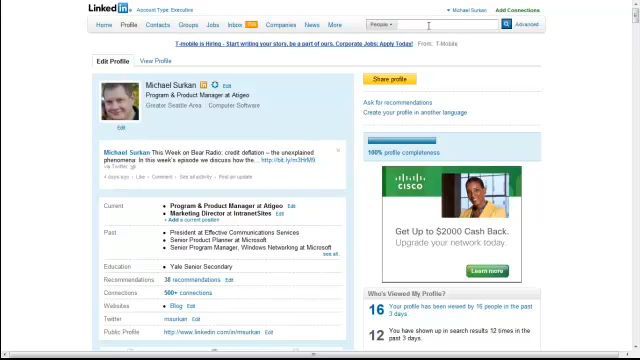 Linked in Account Type: Executive
Michael Surkan Add Connections
Home Profile Contacts Groups Jobs Inbox Companies News More
People Advanced
T-mobile is Hiring - Start writing your story, be a part of ours. Corporate Jobs: Apply Today! From: T-Mobile
Edit Profile View Profile
Michael Surkan in Edit
Program & Product Manager at Atigeo
Greater Seattle Area Computer Software
Edit
Michael Surkan This Week on Bear Radio: credit deflation – the unexplained
phenomena: In this week's episode we discuss how the... http://bit.ly/m3HrM9
via Twitter
4 days ago • Like • Comment • See all activity • Post an update
Current • Program & Product Manager at Atigeo Edit
• Marketing Director at IntranetSites Edit
+ Add a current position
Past • President at Effective Communications Services
• Senior Product Planner at Microsoft
• Senior Program Manager, Windows Networking at Microsoft
see all...
Education • Yale Senior Secondary
Recommendations 38 recommendations Edit
Connections 500+ connections
Websites • Blog Edit
Twitter • msurkan Edit
Public Profile http://www.linkedin.com/in/msurkan Edit
Share profile
Ask for recommendations
Create your profile in another language
100% profile completeness
CISCO
Get Up to $2000 Cash Back.
Upgrade your network today.
Learn more
Who's Viewed My Profile?
16 Your profile has been viewed by 16 people in the past
3 days.
12 You have shown up in search results 12 times in the
past 3 days.